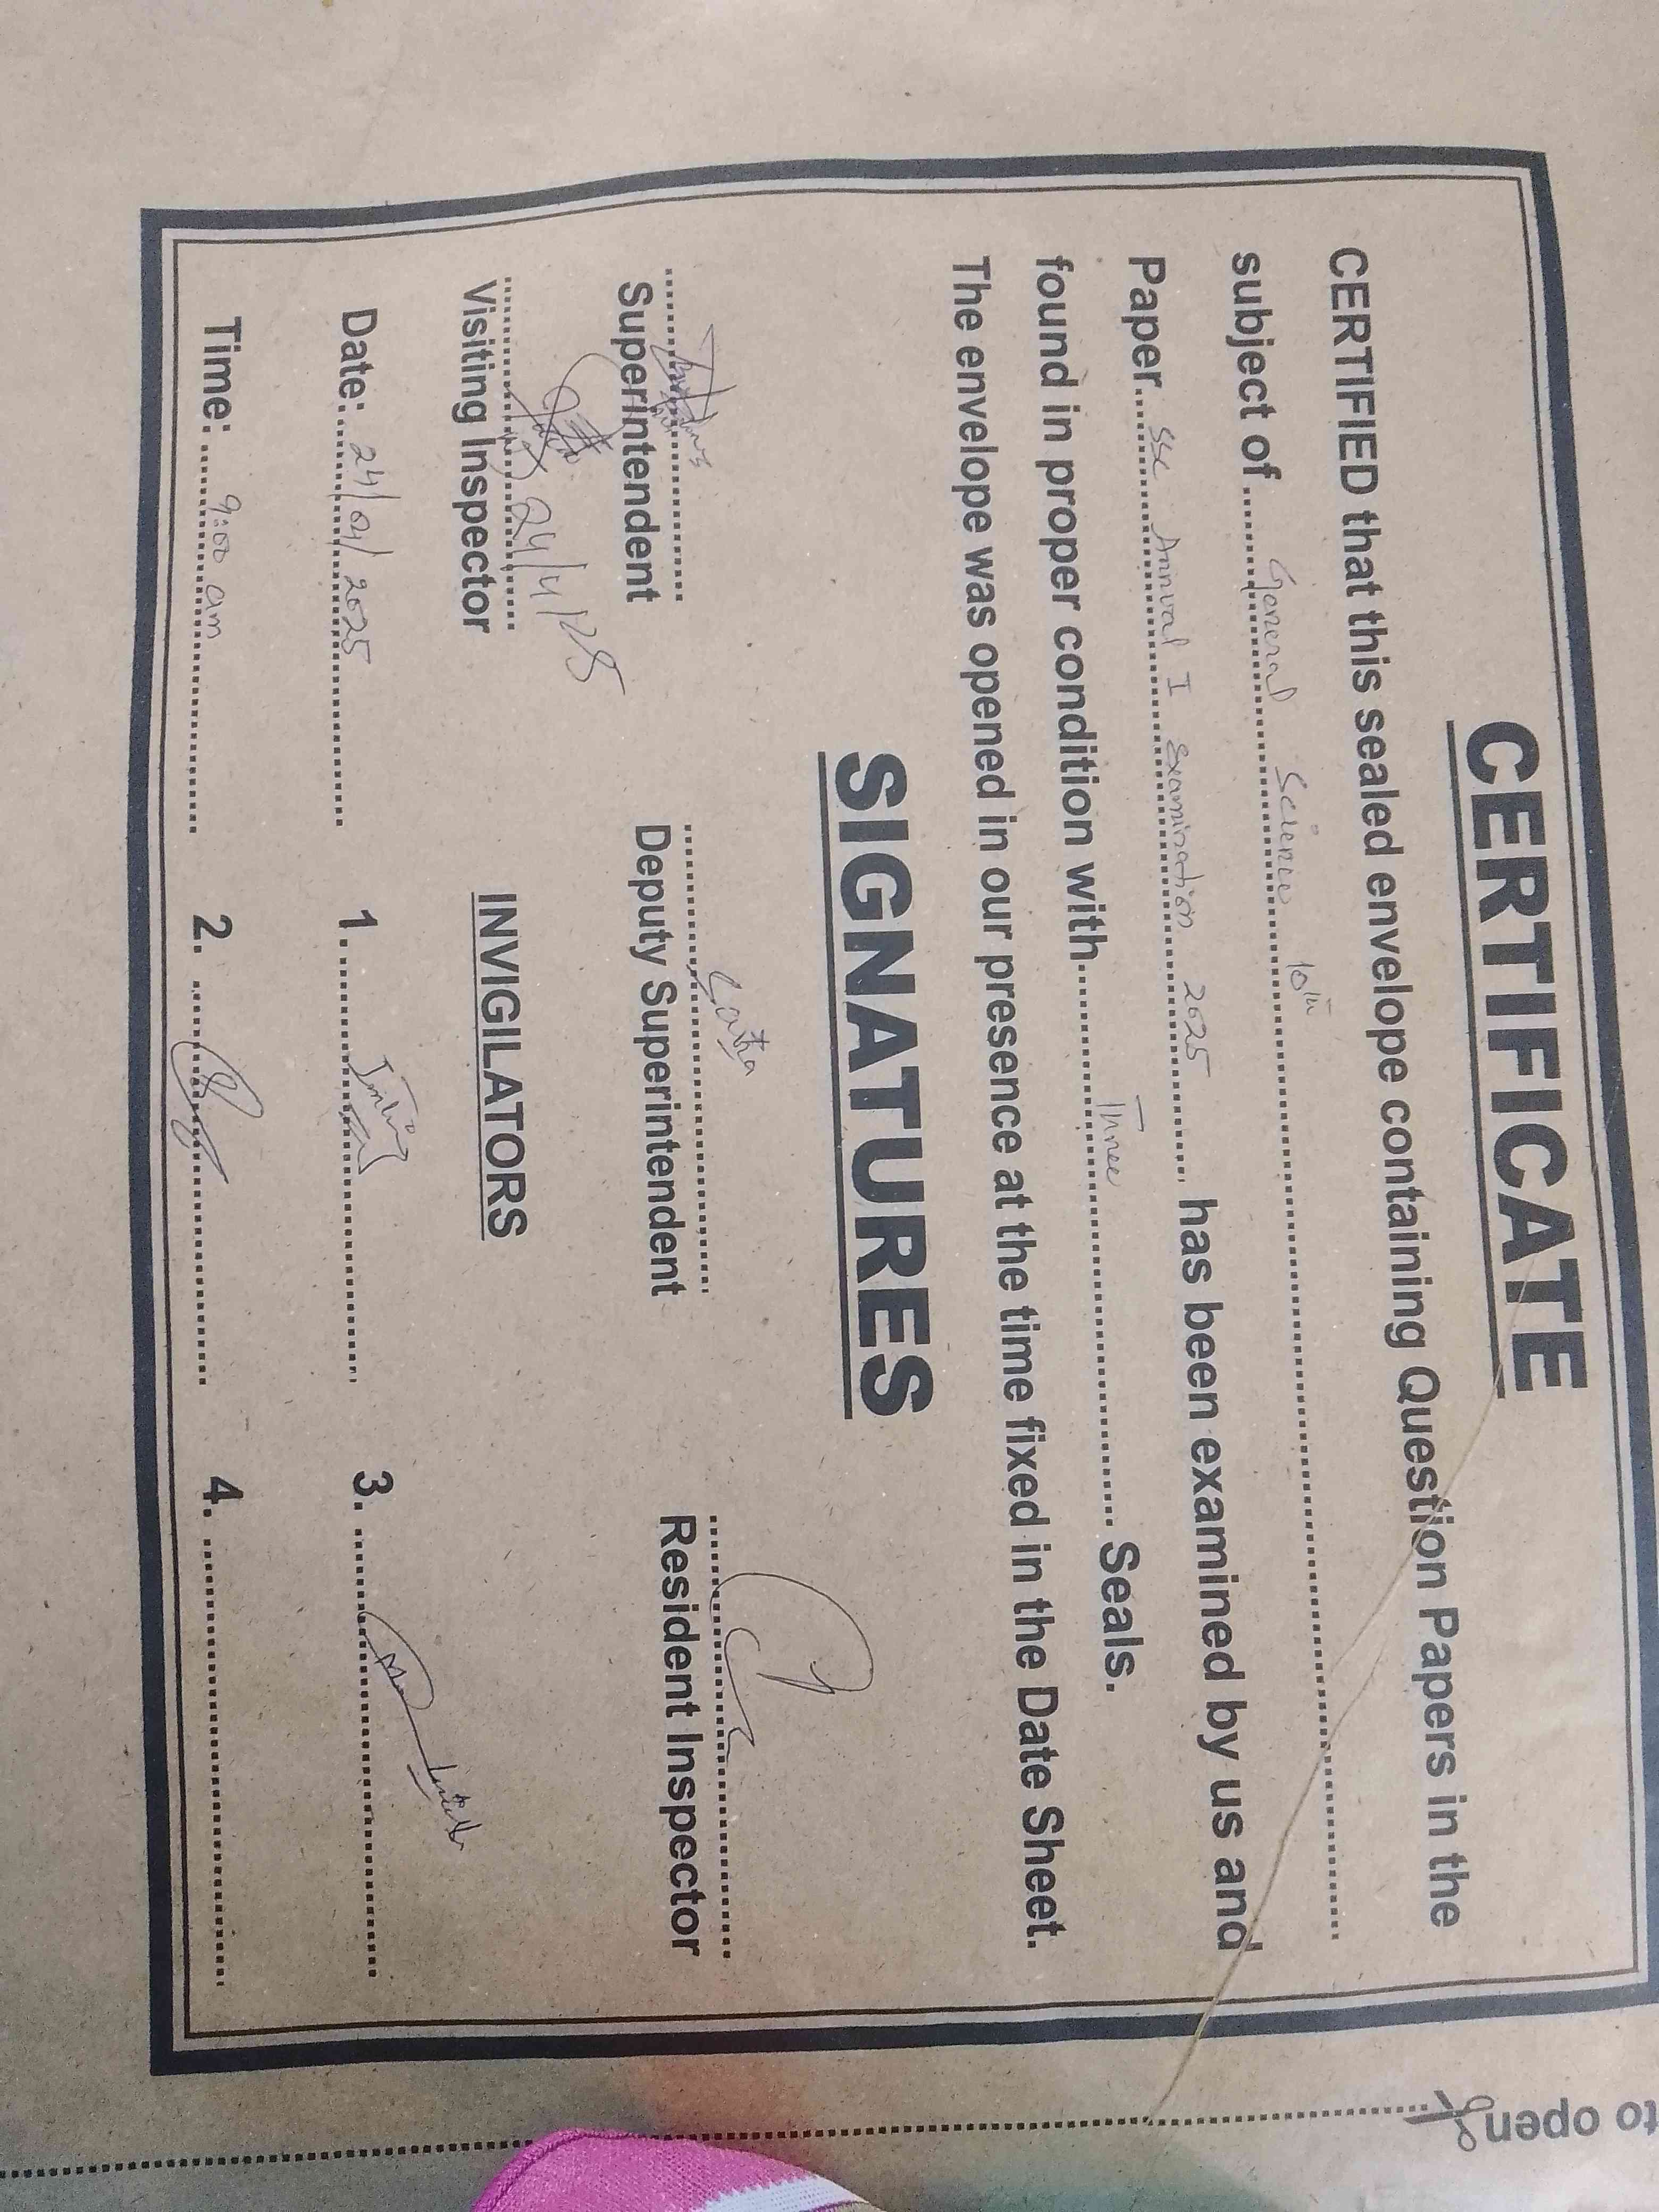 CERTIFICATE
CERTIFIED that this sealed envelope containing Question Papers in the
subject of ..... General Science 10th .....
Paper..... SSC Annual I Examination 2025 ..... has been examined by us and
found in proper condition with..... Three ..... Seals.
The envelope was opened in our presence at the time fixed in the Date Sheet.
SIGNATURES
Superintendent
Deputy Superintendent
Resident Inspector
24/4/25
Visiting Inspector
INVIGILATORS
Date: 24/04/2025
1.
3.
Time: 9:00 am
2.
4.
to open